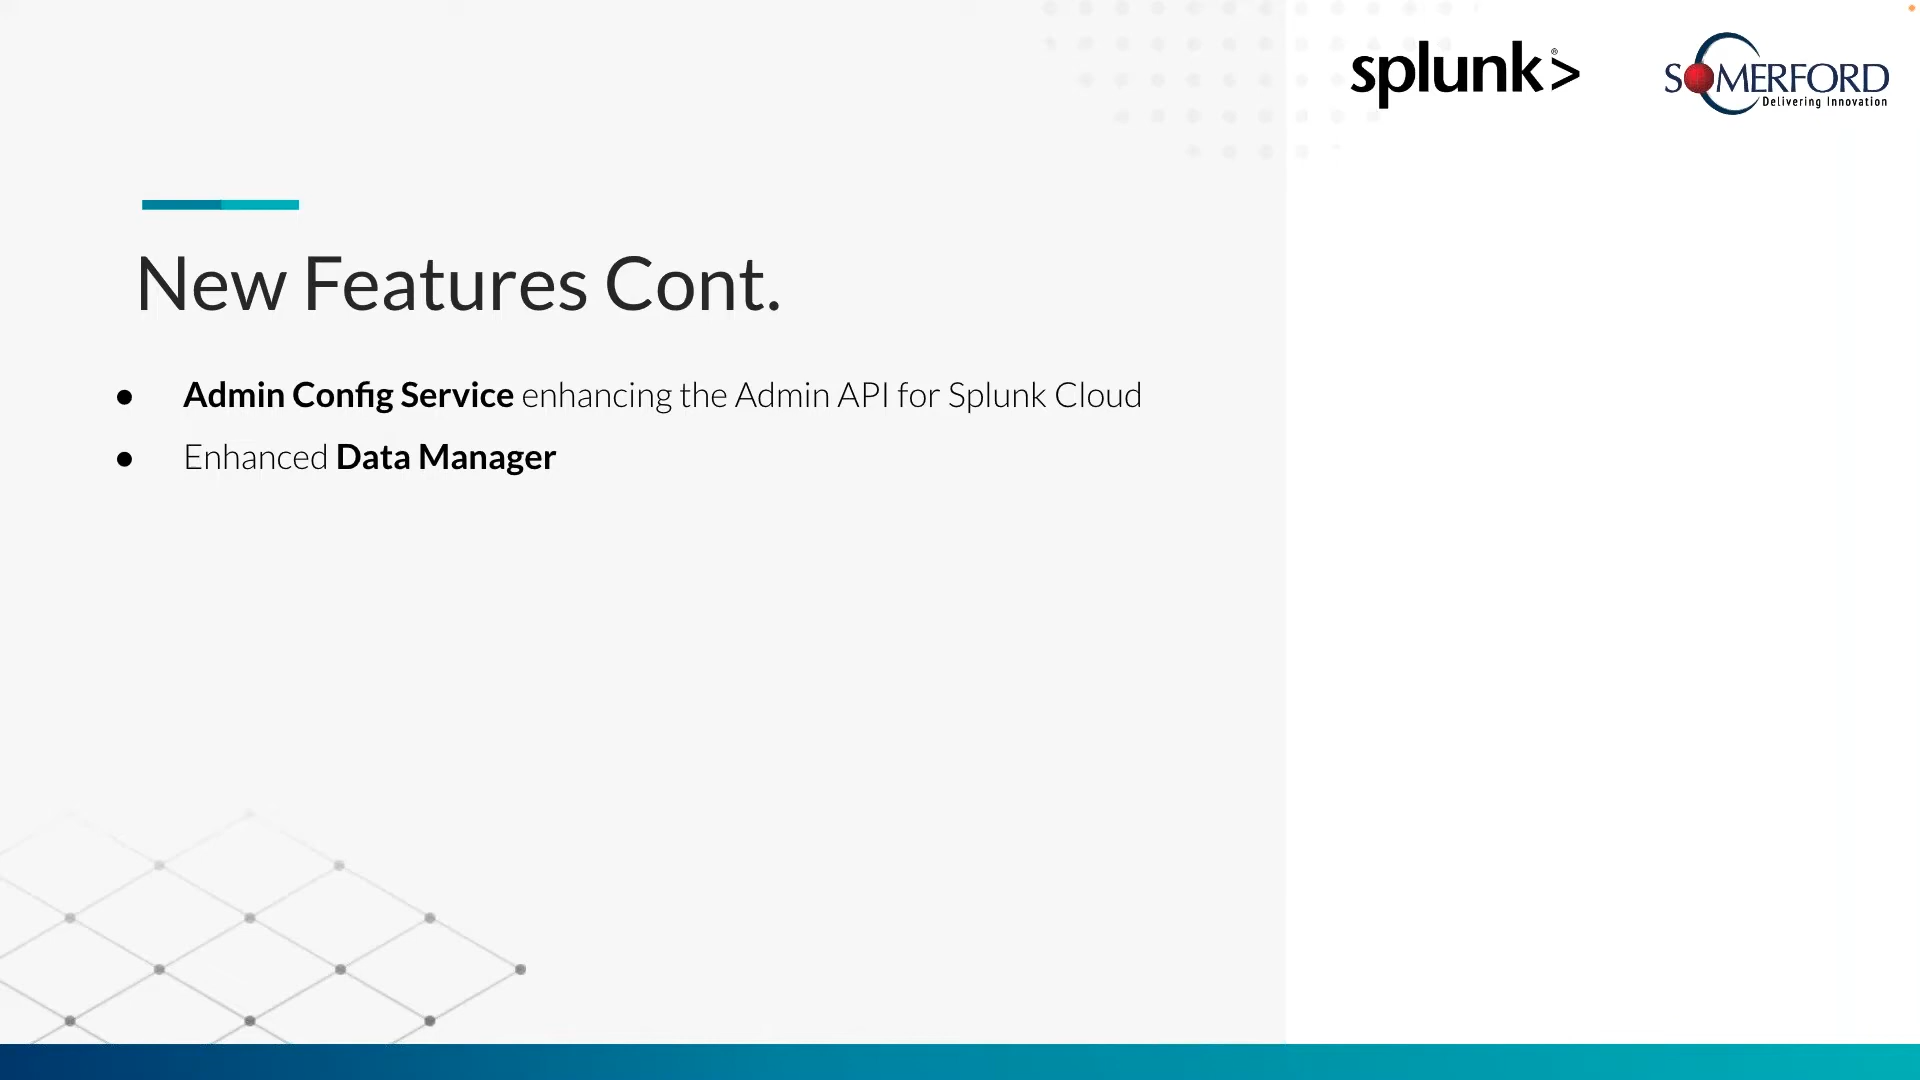 splunk>®
SOMERFORD
Delivering Innovation
New Features Cont.
● Admin Config Service enhancing the Admin API for Splunk Cloud
● Enhanced Data Manager